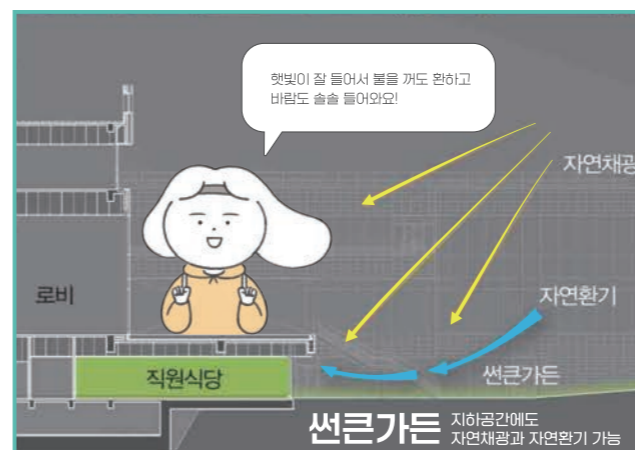 햇빛이 잘 들어서 불을 꺼도 환하고
바람도 솔솔 들어와요!
자연채광
로비
자연환기
직원식당
썬큰가든
썬큰가든
지하공간에도
자연채광과 자연환기 가능